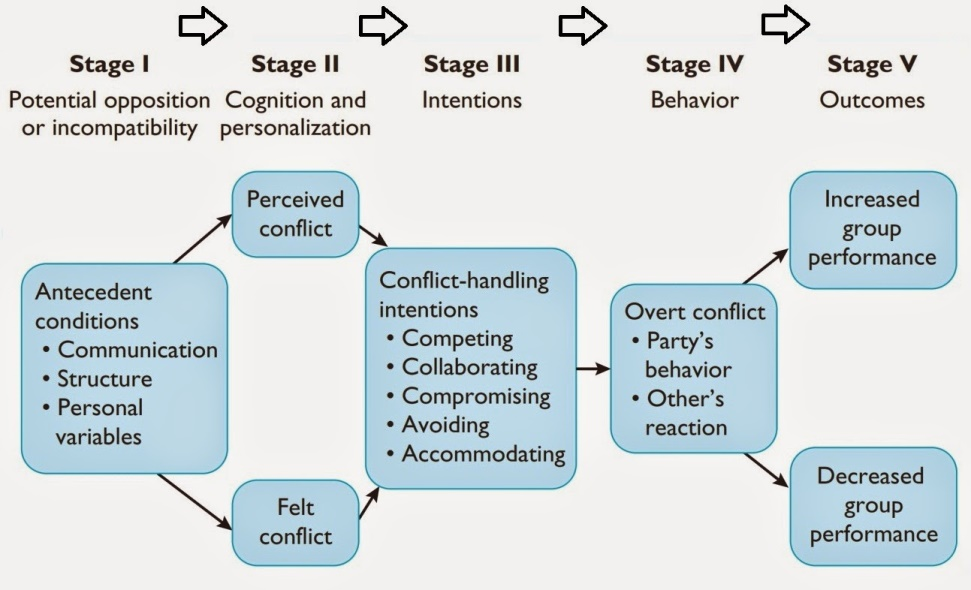 Stage I
Potential opposition
or incompatibility
Stage II
Cognition and
personalization
Stage III
Intentions
Stage IV
Behavior
Stage V
Outcomes
Antecedent
conditions
• Communication
• Structure
• Personal
variables
Perceived
conflict
Felt
conflict
Conflict-handling
intentions
• Competing
• Collaborating
• Compromising
• Avoiding
• Accommodating
Overt conflict
• Party's
behavior
• Other's
reaction
Increased
group
performance
Decreased
group
performance